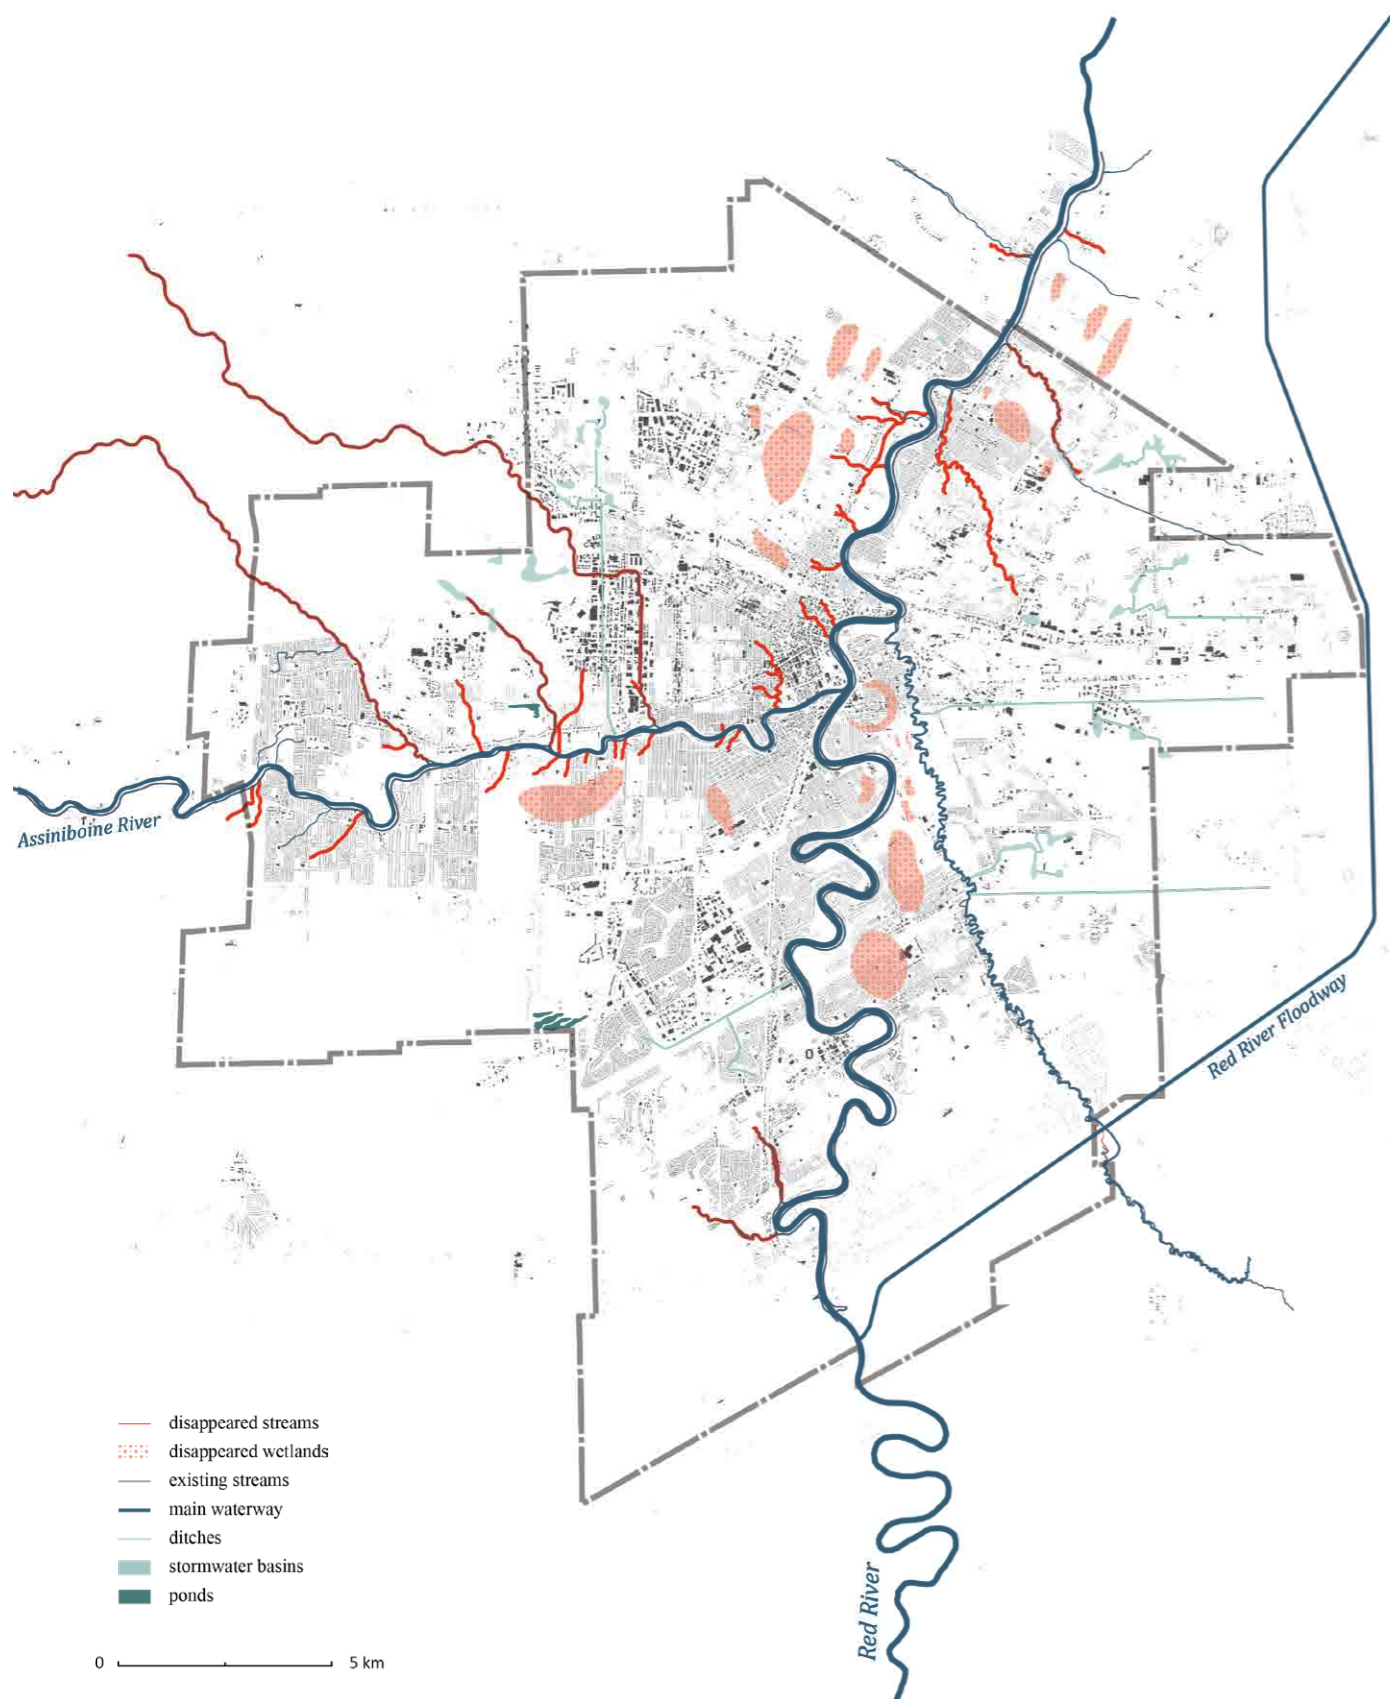 Assiniboine River
Red River Floodway
0
disappeared streams
disappeared wetlands
existing streams
main waterway
ditches
stormwater basins
ponds
Red River
0 5 km